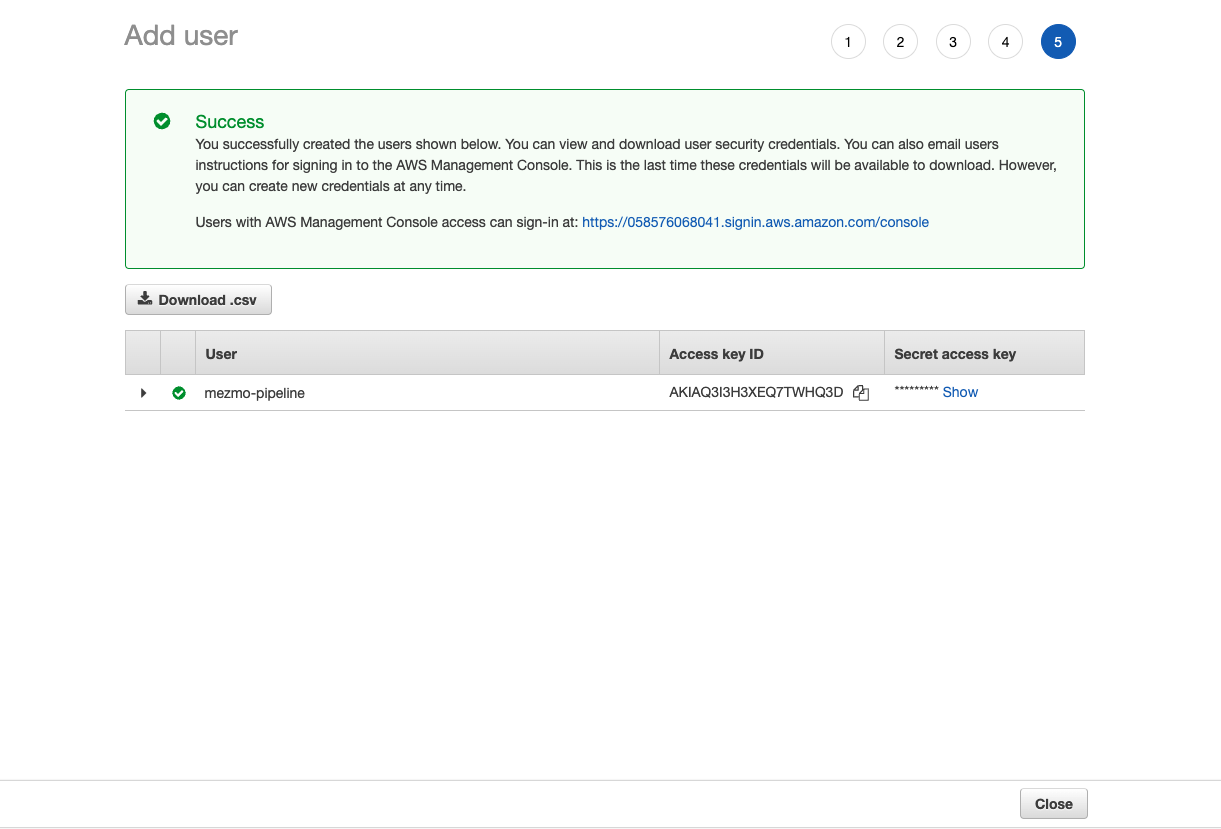 Add user
1 2 3 4 5
Success
You successfully created the users shown below. You can view and download user security credentials. You can also email users
instructions for signing in to the AWS Management Console. This is the last time these credentials will be available to download. However,
you can create new credentials at any time.
Users with AWS Management Console access can sign-in at: https://058576068041.signin.aws.amazon.com/console
Download .csv
User Access key ID Secret access key
mezmo-pipeline AKIAQ3I3H3XEQ7TWHQ3D ********* Show
Close